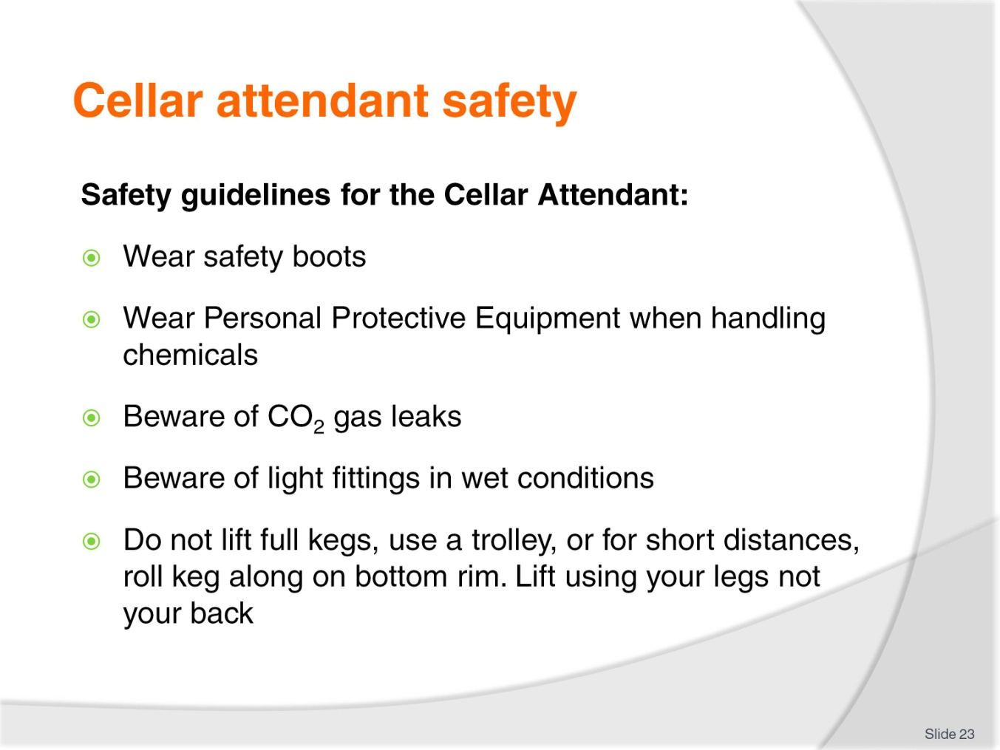 Cellar attendant safety
Safety guidelines for the Cellar Attendant:
Wear safety boots
Wear Personal Protective Equipment when handling
chemicals
Beware of CO₂ gas leaks
Beware of light fittings in wet conditions
Do not lift full kegs, use a trolley, or for short distances,
roll keg along on bottom rim. Lift using your legs not
your back
Slide 23